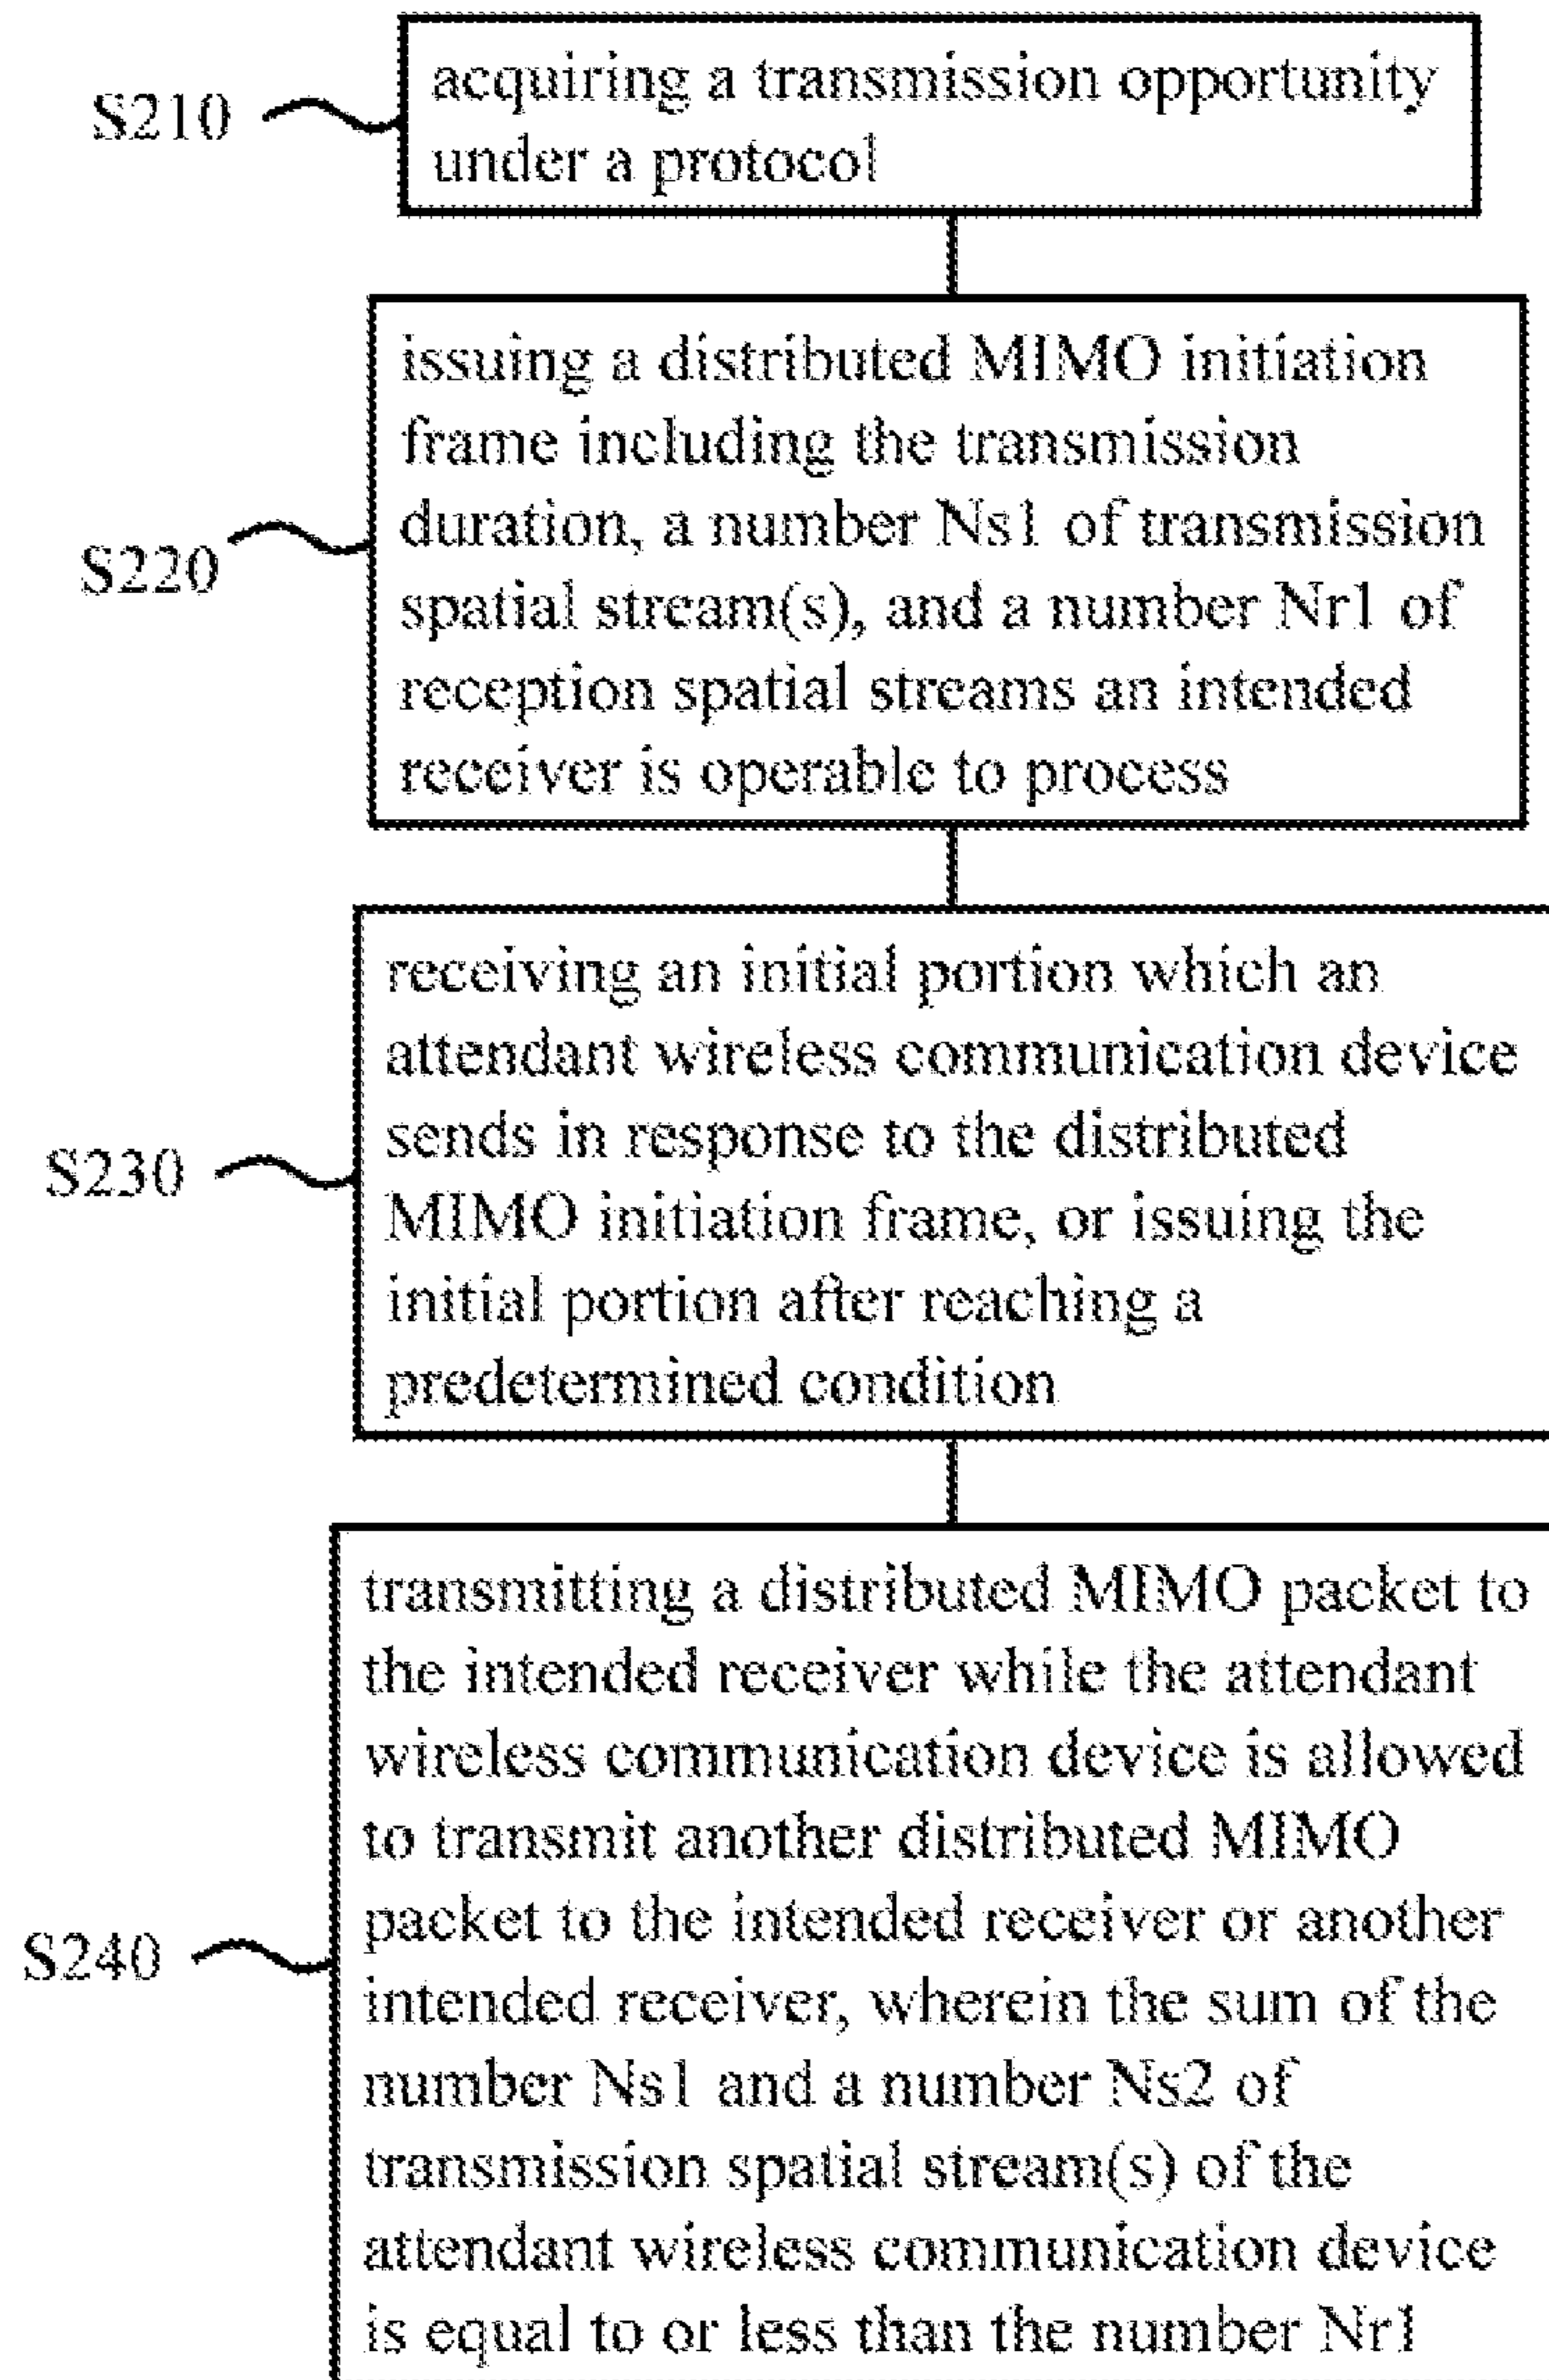 S210
acquiring a transmission opportunity
under a protocol
S220
issuing a distributed MIMO initiation
frame including the transmission
duration, a number Ns1 of transmission
spatial stream(s), and a number Nr1 of
reception spatial streams an intended
receiver is operable to process
S230
receiving an initial portion which an
attendant wireless communication device
sends in response to the distributed
MIMO initiation frame, or issuing the
initial portion after reaching a
predetermined condition
S240
transmitting a distributed MIMO packet to
the intended receiver while the attendant
wireless communication device is allowed
to transmit another distributed MIMO
packet to the intended receiver or another
intended receiver, wherein the sum of the
number Ns1 and a number Ns2 of
transmission spatial stream(s) of the
attendant wireless communication device
is equal to or less than the number Nr1